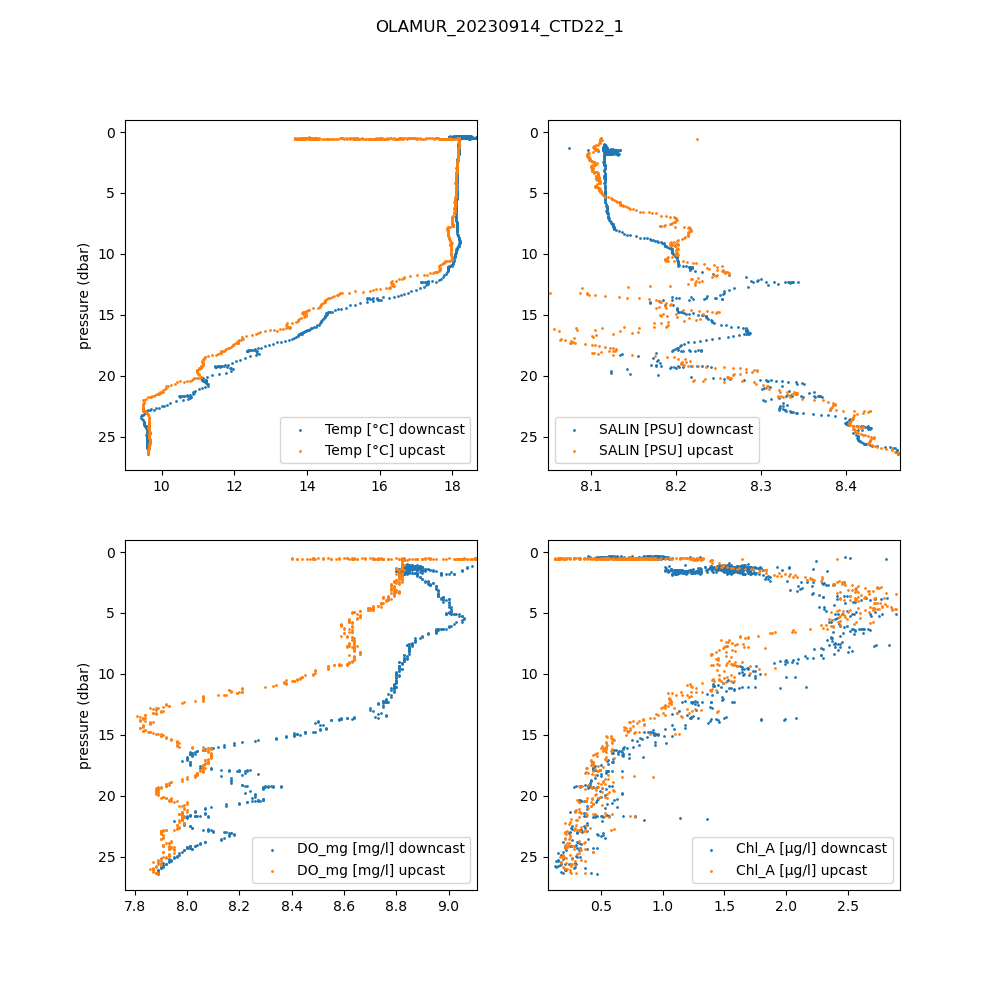 OLAMUR_20230914_CTD22_1
0
5
10
15
20
25
pressure (dbar)
10 12 14 16 18
Temp [°C] downcast
Temp [°C] upcast
0
5
10
15
20
25
8.1 8.2 8.3 8.4
SALIN [PSU] downcast
SALIN [PSU] upcast
0
5
10
15
20
25
pressure (dbar)
7.8 8.0 8.2 8.4 8.6 8.8 9.0
DO_mg [mg/l] downcast
DO_mg [mg/l] upcast
0
5
10
15
20
25
0.5 1.0 1.5 2.0 2.5
Chl_A [µg/l] downcast
Chl_A [µg/l] upcast